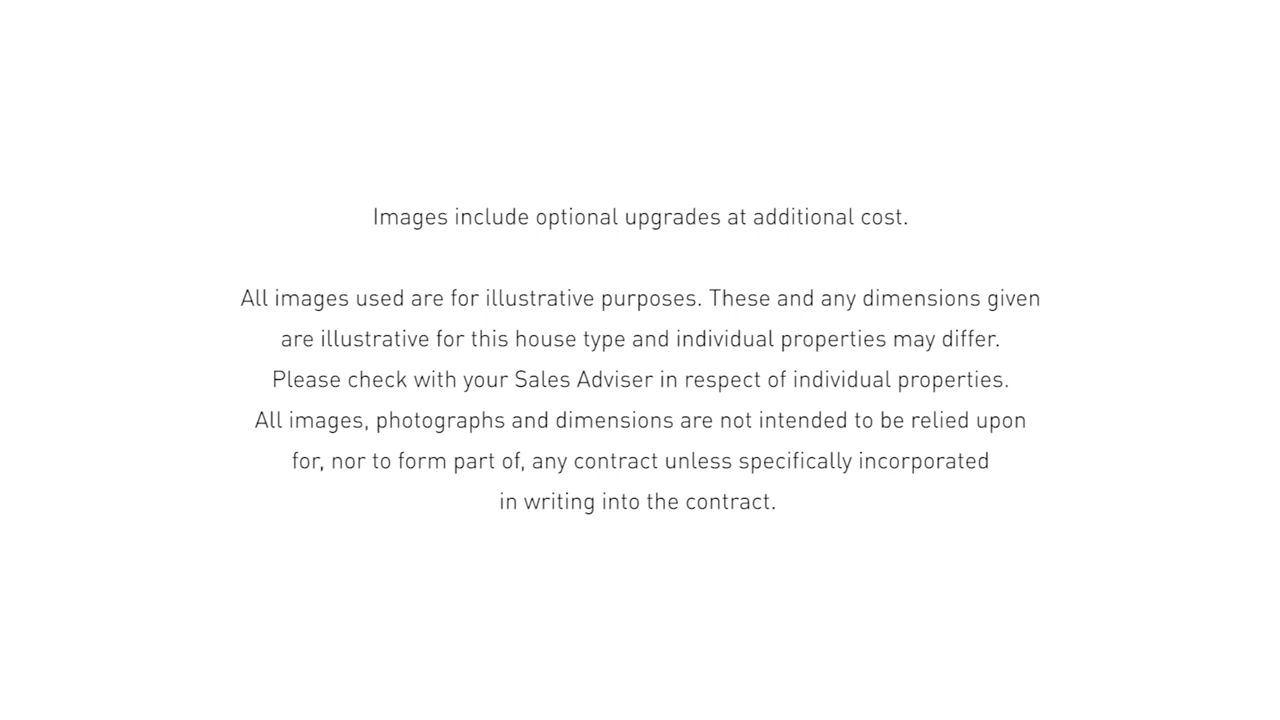 Images include optional upgrades at additional cost.
All images used are for illustrative purposes. These and any dimensions given
are illustrative for this house type and individual properties may differ.
Please check with your Sales Adviser in respect of individual properties.
All images, photographs and dimensions are not intended to be relied upon
for, nor to form part of, any contract unless specifically incorporated
in writing into the contract.